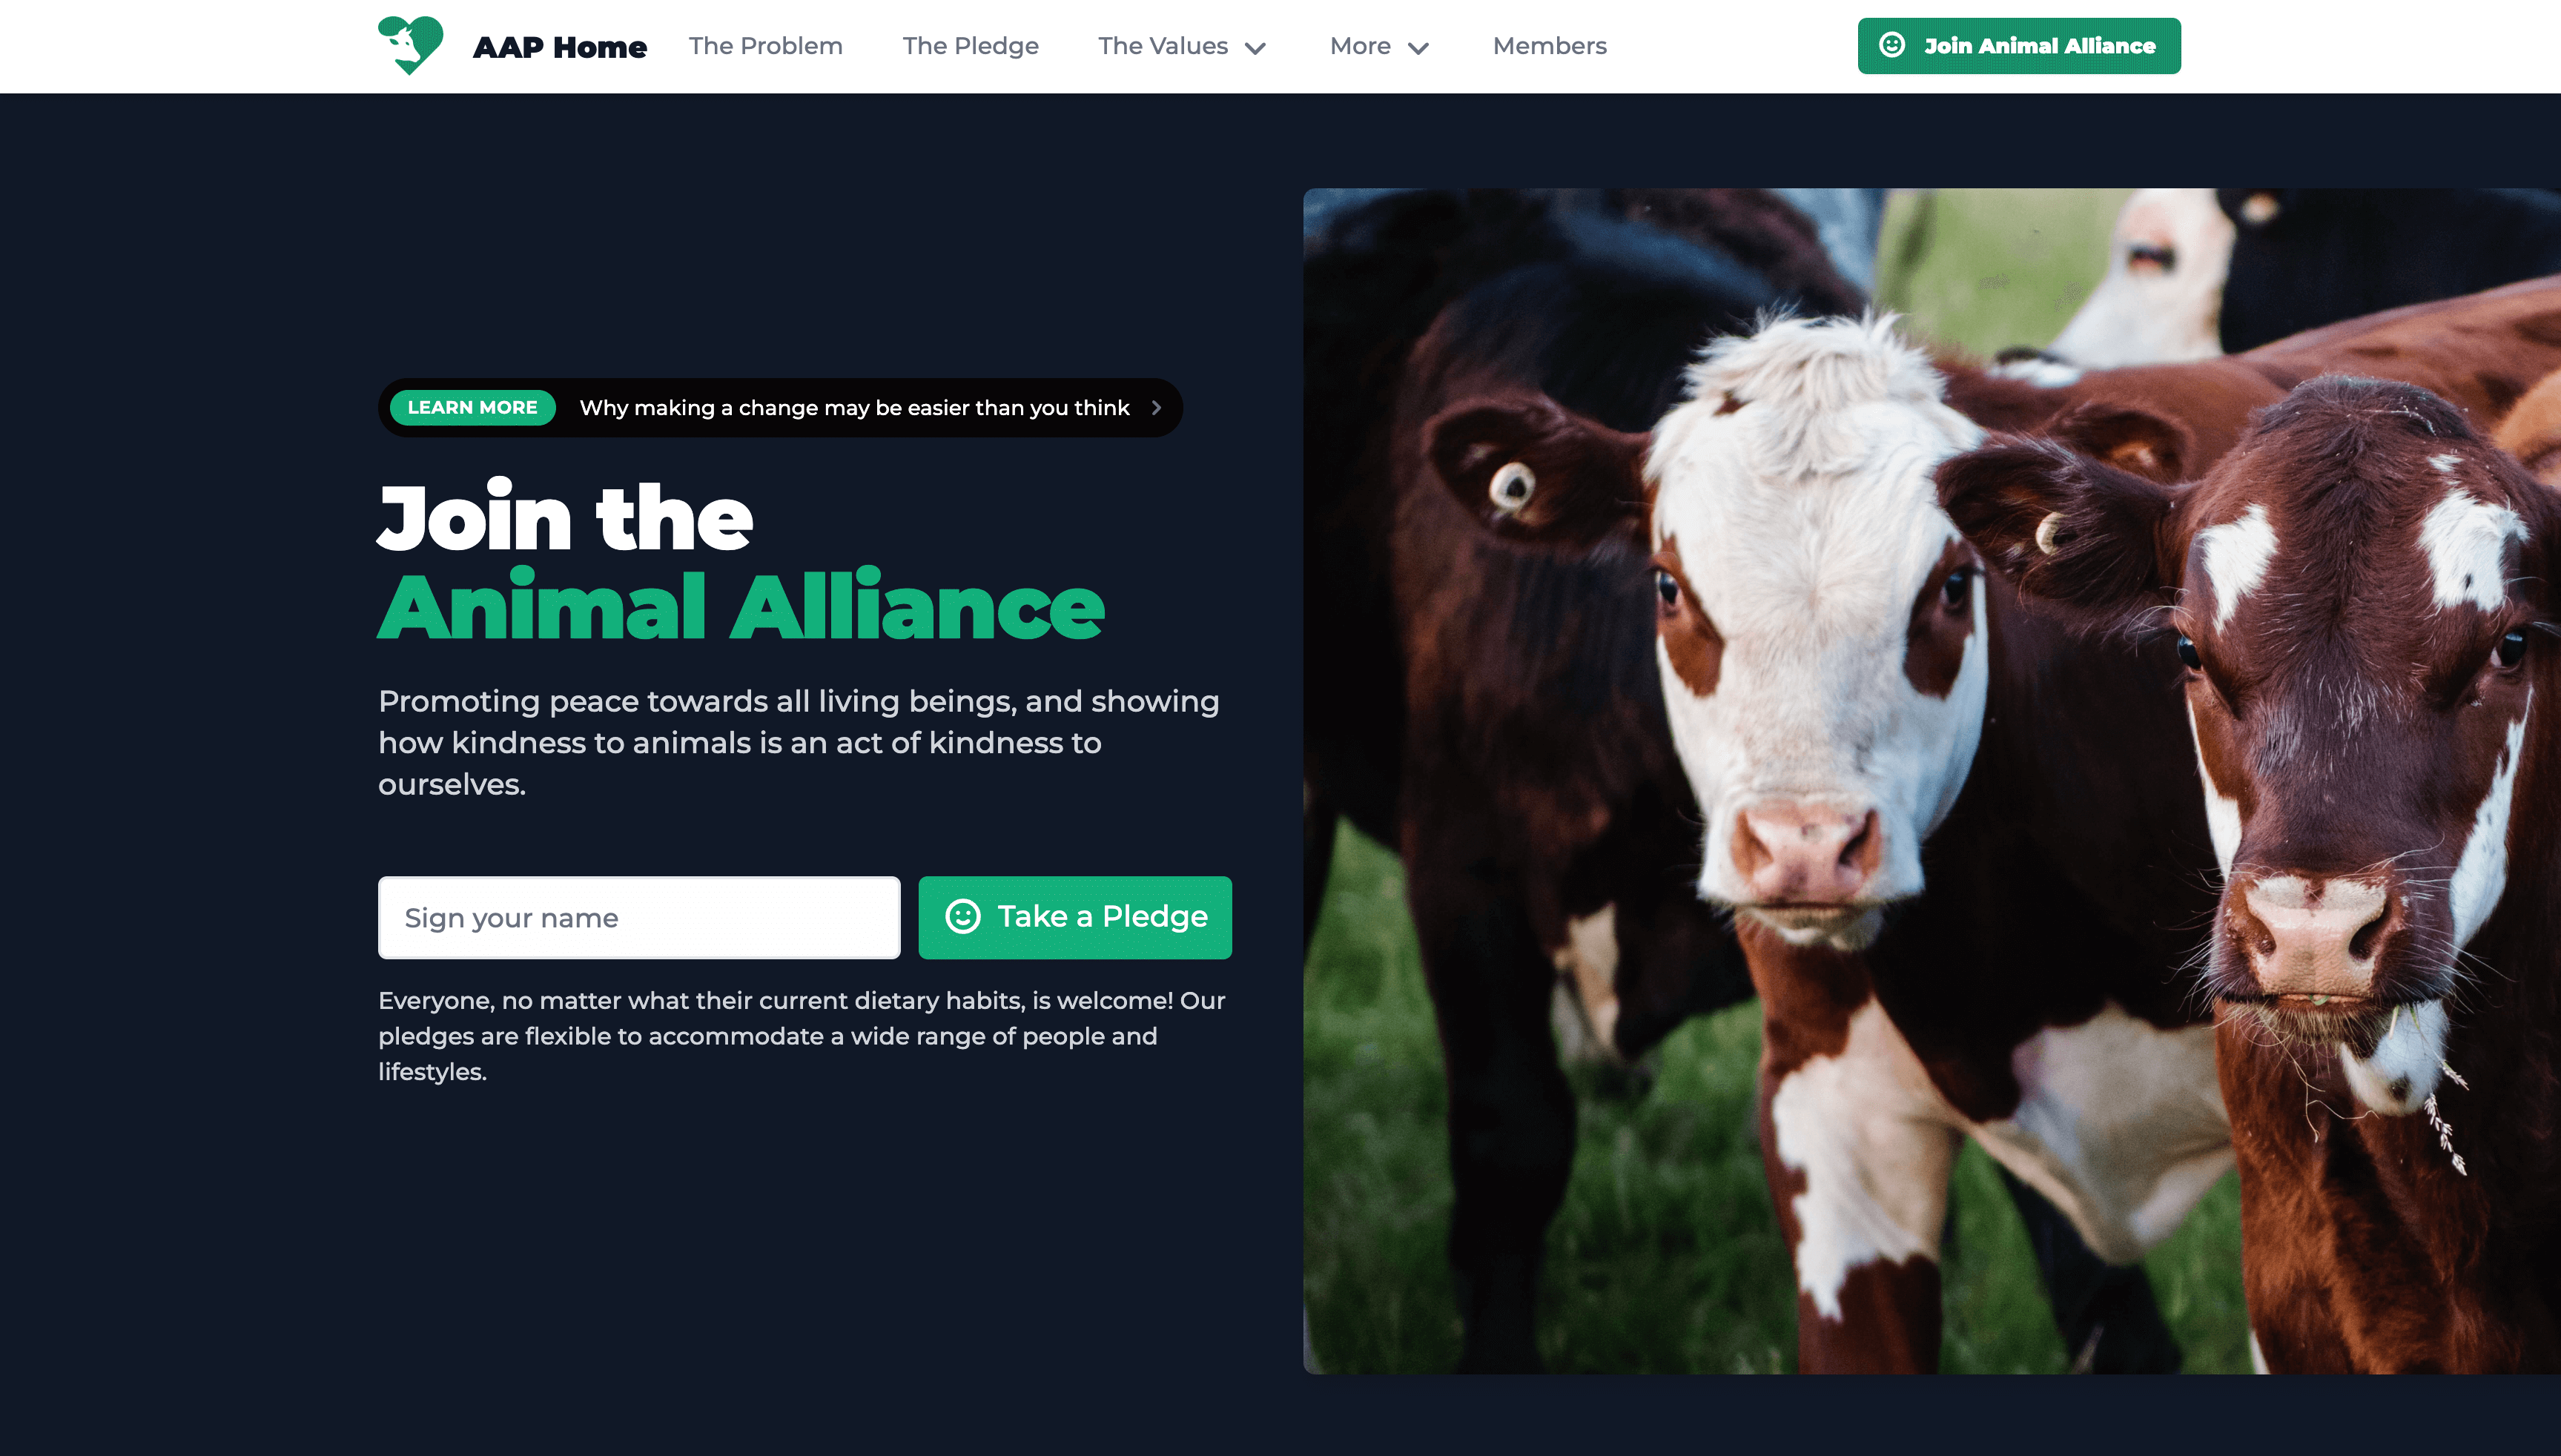 AAP Home
The Problem
The Pledge
The Values
More
Members
Join Animal Alliance
LEARN MORE
Why making a change may be easier than you think
Join the
Animal Alliance
Promoting peace towards all living beings, and showing
how kindness to animals is an act of kindness to
ourselves.
Sign your name
Take a Pledge
Everyone, no matter what their current dietary habits, is welcome! Our
pledges are flexible to accommodate a wide range of people and
lifestyles.